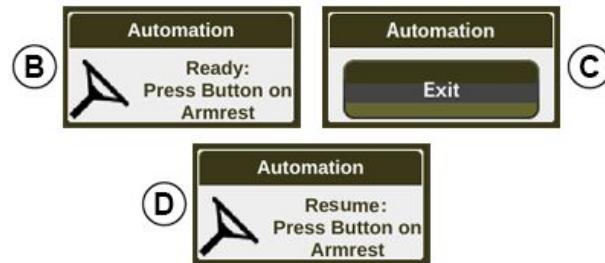 B
Automation
Ready:
Press Button on
Armrest
Automation
Exit
C
D
Automation
Resume:
Press Button on
Armrest